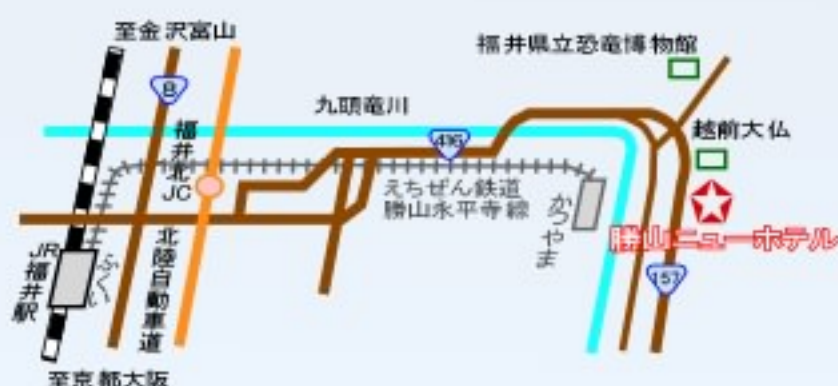 至金沢富山
8
福井北JC
九頭竜川
福井県立恐竜博物館
416
越前大仏
えちぜん鉄道
勝山永平寺線
かつやま
勝山ニューホテル
157
JR福井駅
ふくい
北陸自動車道
至京都大阪